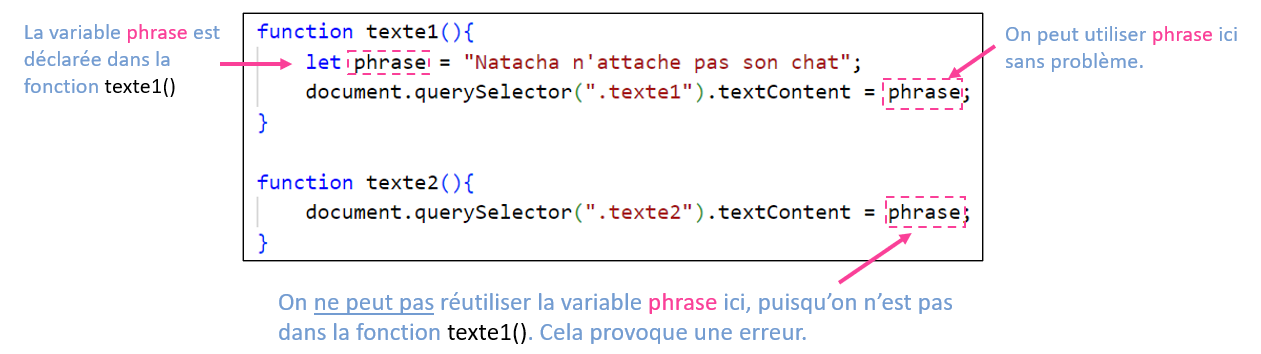 La variable phrase est
déclarée dans la
fonction texte1()
function texte1(){
let phrase = "Natacha n'attache pas son chat";
document.querySelector(".texte1").textContent = phrase;
}
On peut utiliser phrase ici
sans problème.
function texte2(){
document.querySelector(".texte2").textContent = phrase;
}
On ne peut pas réutiliser la variable phrase ici, puisqu’on n’est pas
dans la fonction texte1(). Cela provoque une erreur.